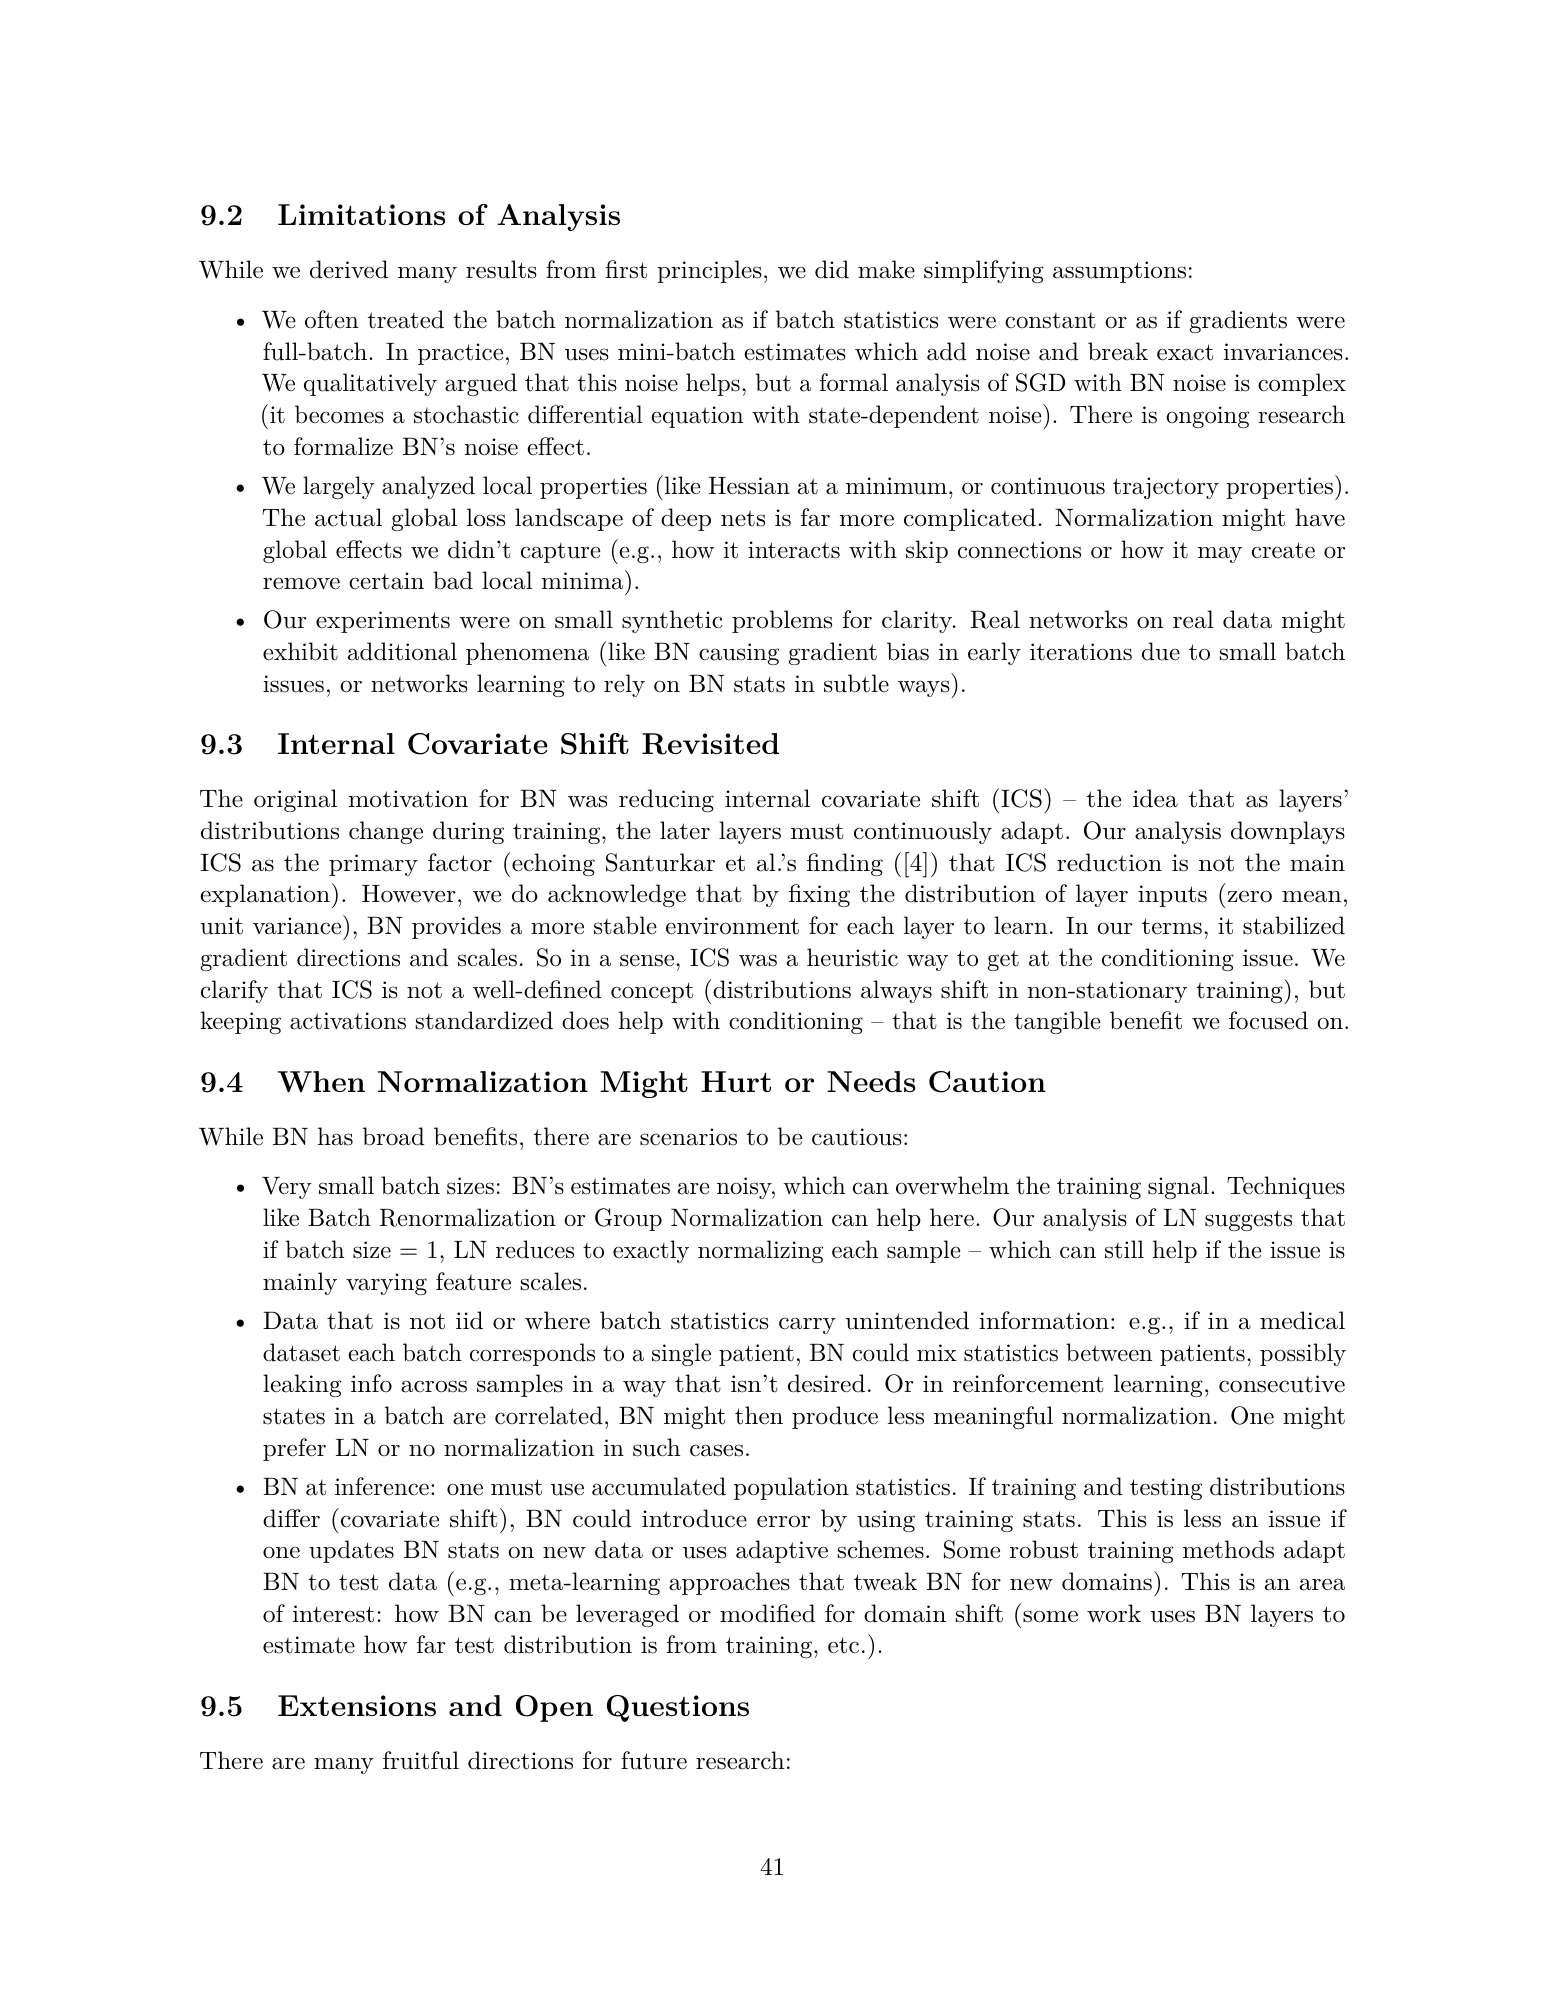 9.2 Limitations of Analysis
While we derived many results from first principles, we did make simplifying assumptions:
• We often treated the batch normalization as if batch statistics were constant or as if gradients were
full-batch. In practice, BN uses mini-batch estimates which add noise and break exact invariances.
We qualitatively argued that this noise helps, but a formal analysis of SGD with BN noise is complex
(it becomes a stochastic differential equation with state-dependent noise). There is ongoing research
to formalize BN's noise effect.
• We largely analyzed local properties (like Hessian at a minimum, or continuous trajectory properties).
The actual global loss landscape of deep nets is far more complicated. Normalization might have
global effects we didn't capture (e.g., how it interacts with skip connections or how it may create or
remove certain bad local minima).
• Our experiments were on small synthetic problems for clarity. Real networks on real data might
exhibit additional phenomena (like BN causing gradient bias in early iterations due to small batch
issues, or networks learning to rely on BN stats in subtle ways).
9.3 Internal Covariate Shift Revisited
The original motivation for BN was reducing internal covariate shift (ICS) – the idea that as layers'
distributions change during training, the later layers must continuously adapt. Our analysis downplays
ICS as the primary factor (echoing Santurkar et al.'s finding ([4]) that ICS reduction is not the main
explanation). However, we do acknowledge that by fixing the distribution of layer inputs (zero mean,
unit variance), BN provides a more stable environment for each layer to learn. In our terms, it stabilized
gradient directions and scales. So in a sense, ICS was a heuristic way to get at the conditioning issue. We
clarify that ICS is not a well-defined concept (distributions always shift in non-stationary training), but
keeping activations standardized does help with conditioning – that is the tangible benefit we focused on.
9.4 When Normalization Might Hurt or Needs Caution
While BN has broad benefits, there are scenarios to be cautious:
• Very small batch sizes: BN's estimates are noisy, which can overwhelm the training signal. Techniques
like Batch Renormalization or Group Normalization can help here. Our analysis of LN suggests that
if batch size = 1, LN reduces to exactly normalizing each sample – which can still help if the issue is
mainly varying feature scales.
• Data that is not iid or where batch statistics carry unintended information: e.g., if in a medical
dataset each batch corresponds to a single patient, BN could mix statistics between patients, possibly
leaking info across samples in a way that isn't desired. Or in reinforcement learning, consecutive
states in a batch are correlated, BN might then produce less meaningful normalization. One might
prefer LN or no normalization in such cases.
• BN at inference: one must use accumulated population statistics. If training and testing distributions
differ (covariate shift), BN could introduce error by using training stats. This is less an issue if
one updates BN stats on new data or uses adaptive schemes. Some robust training methods adapt
BN to test data (e.g., meta-learning approaches that tweak BN for new domains). This is an area
of interest: how BN can be leveraged or modified for domain shift (some work uses BN layers to
estimate how far test distribution is from training, etc.).
9.5 Extensions and Open Questions
There are many fruitful directions for future research:
41